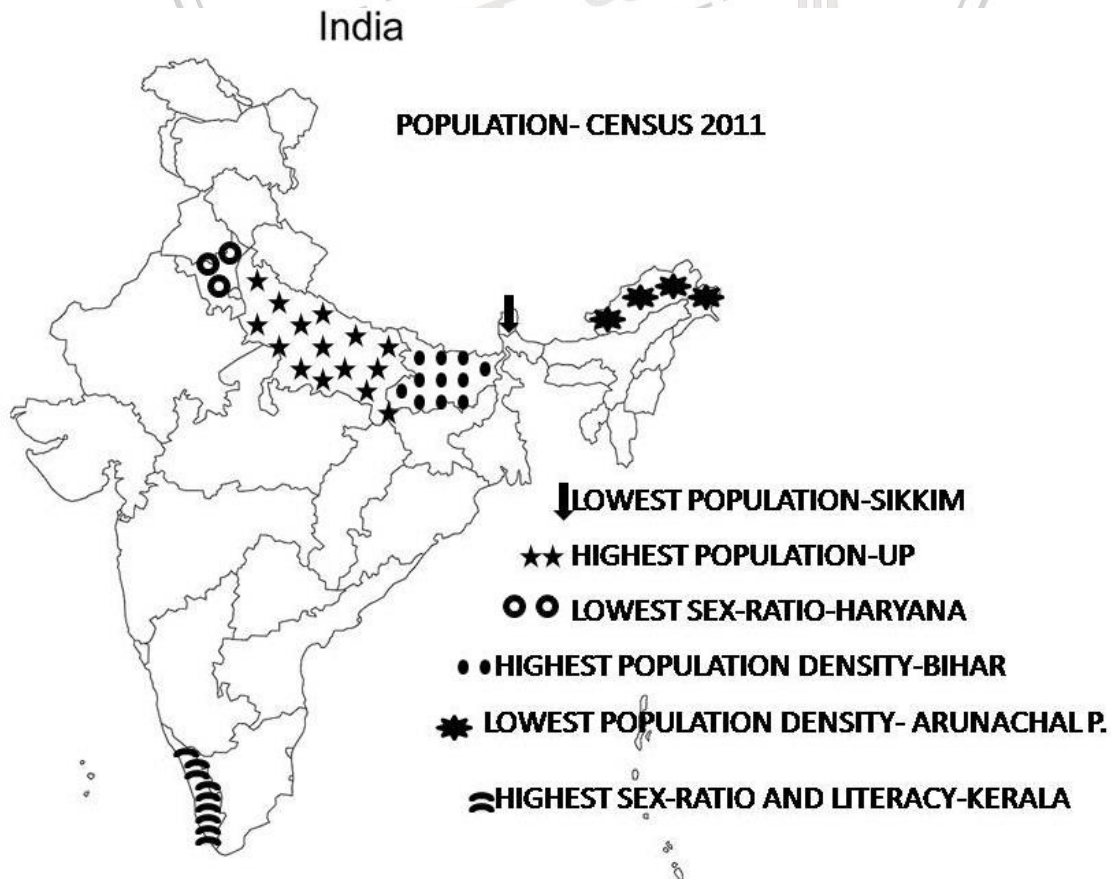 India
POPULATION- CENSUS 2011
LOWEST POPULATION-SIKKIM
HIGHEST POPULATION-UP
LOWEST SEX-RATIO-HARYANA
HIGHEST POPULATION DENSITY-BIHAR
LOWEST POPULATION DENSITY- ARUNACHAL P.
HIGHEST SEX-RATIO AND LITERACY-KERALA